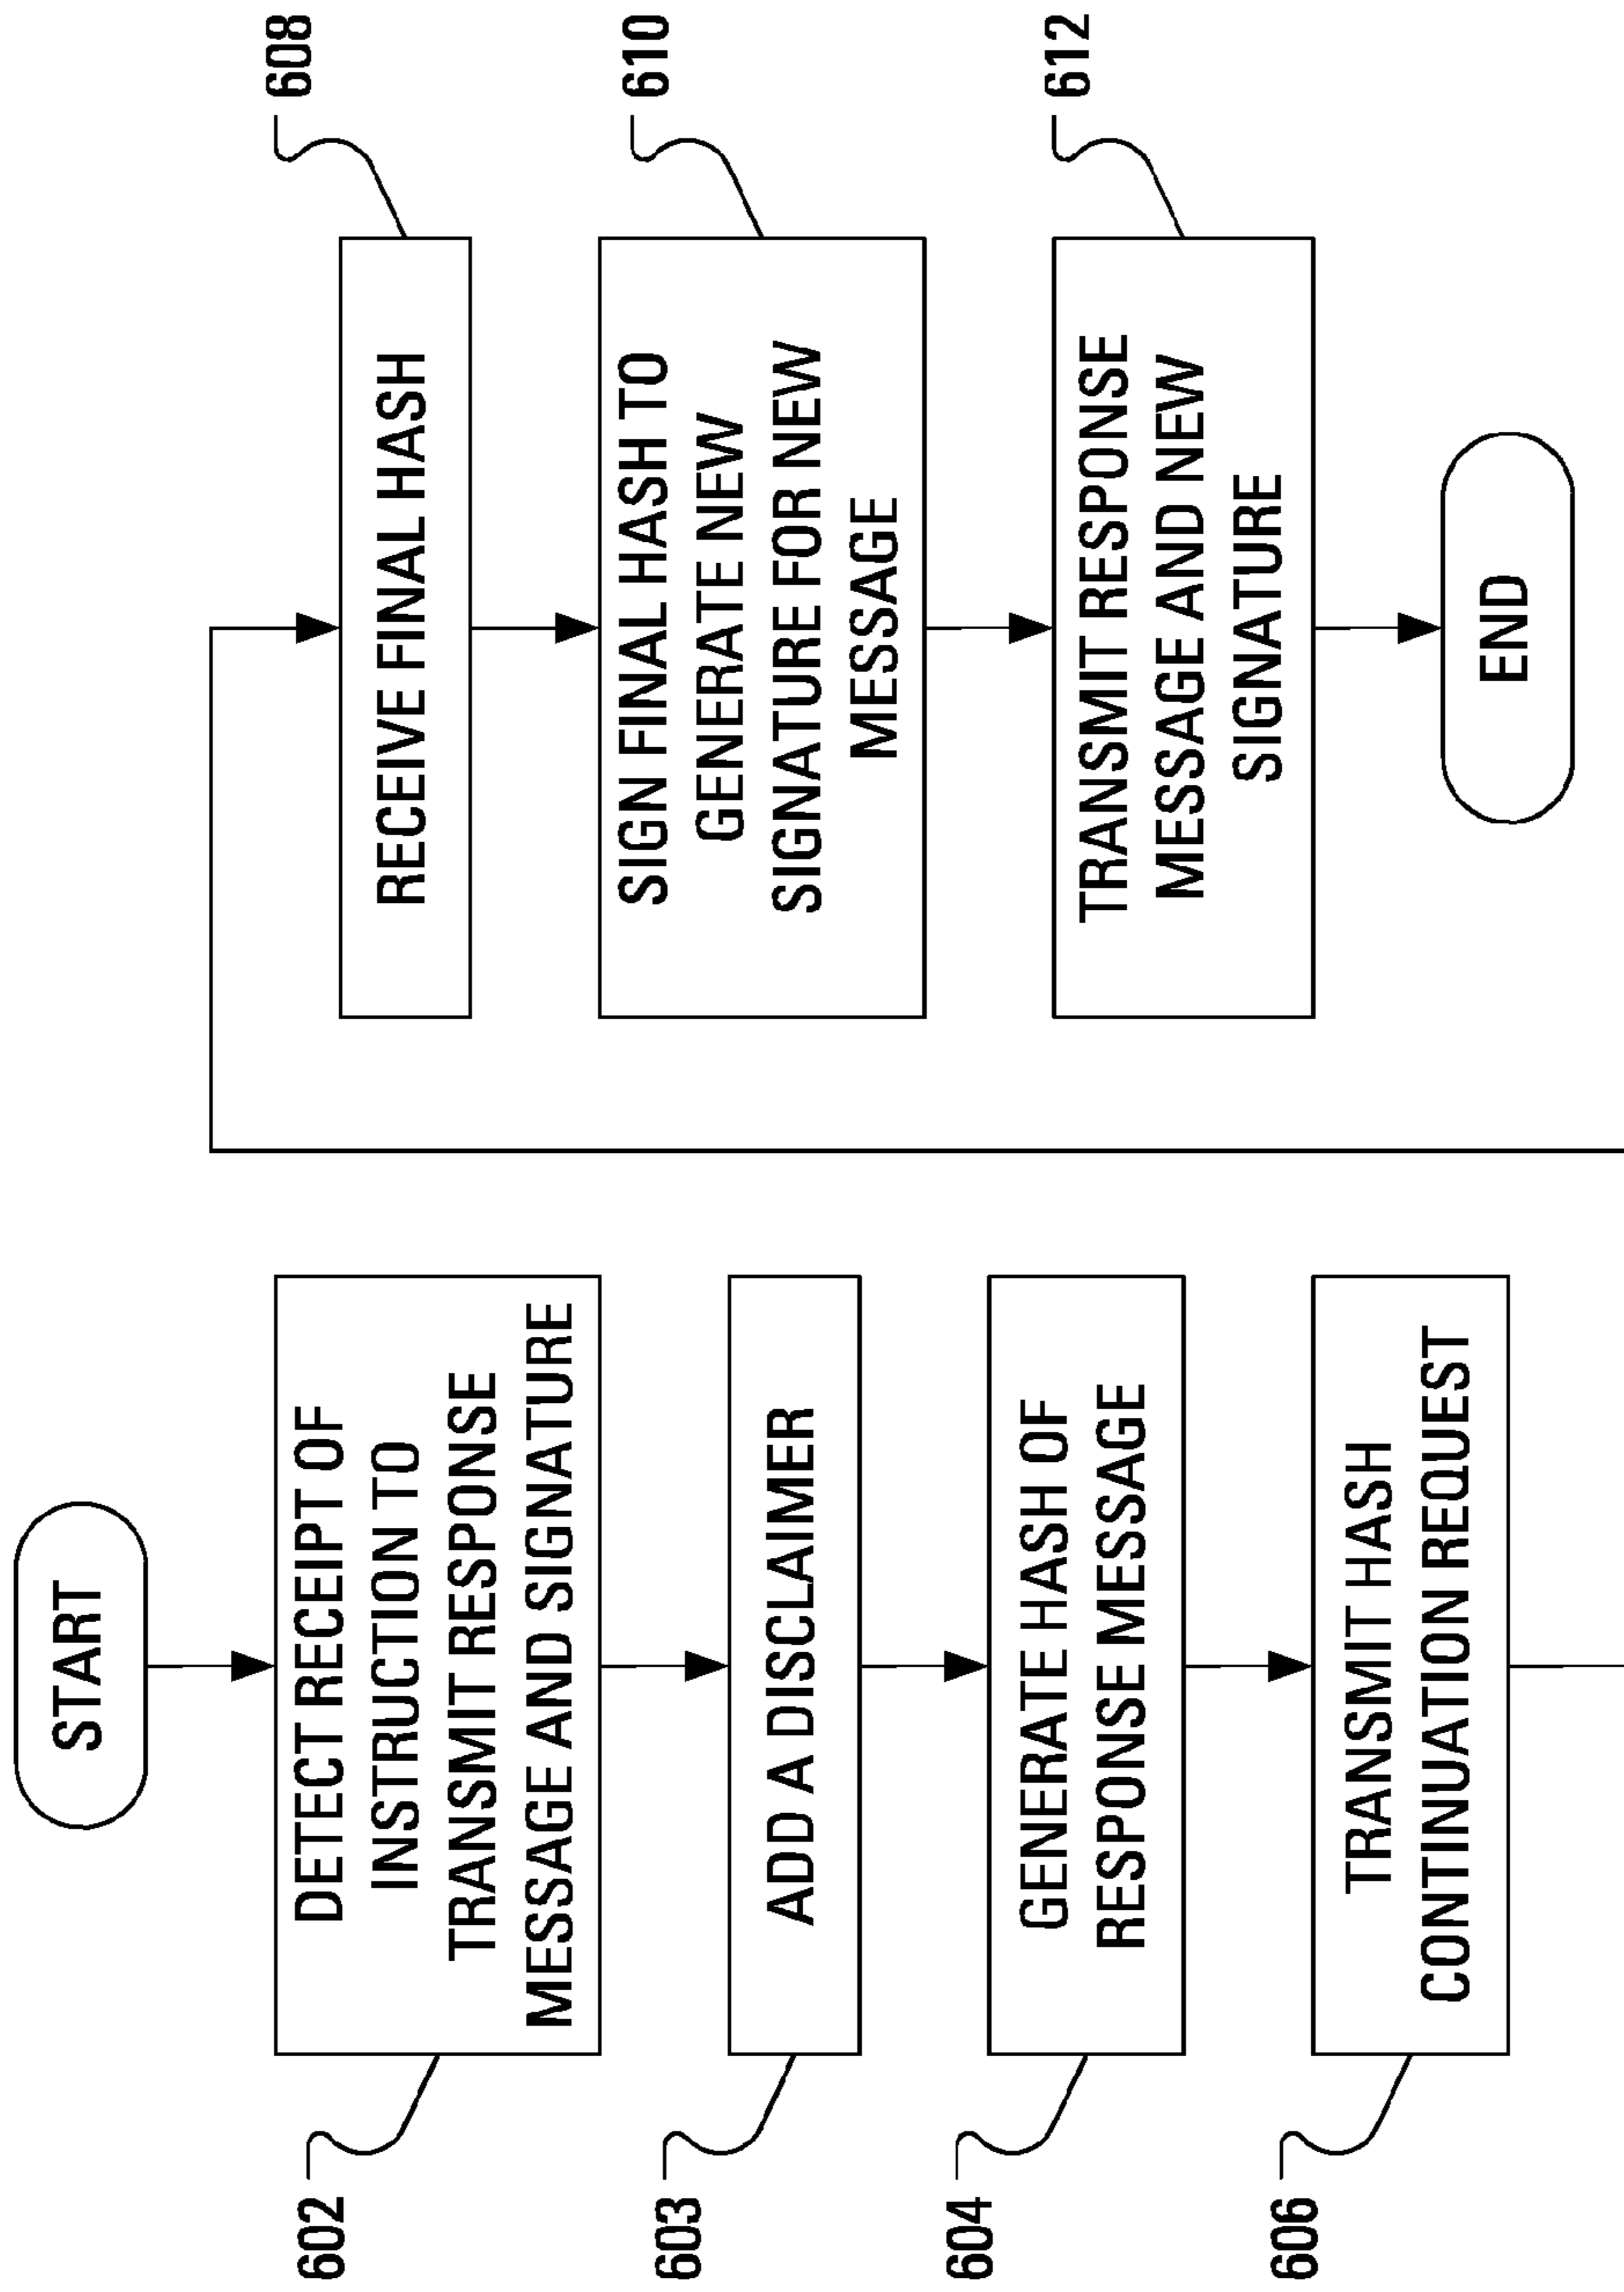 START
DETECT RECEIPT OF
INSTRUCTION TO
TRANSMIT RESPONSE
MESSAGE AND SIGNATURE
602
ADD A DISCLAIMER
603
GENERATE HASH OF
RESPONSE MESSAGE
604
TRANSMIT HASH
CONTINUATION REQUEST
606
RECEIVE FINAL HASH
608
SIGN FINAL HASH TO
GENERATE NEW
SIGNATURE FOR NEW
MESSAGE
610
TRANSMIT RESPONSE
MESSAGE AND NEW
SIGNATURE
612
END